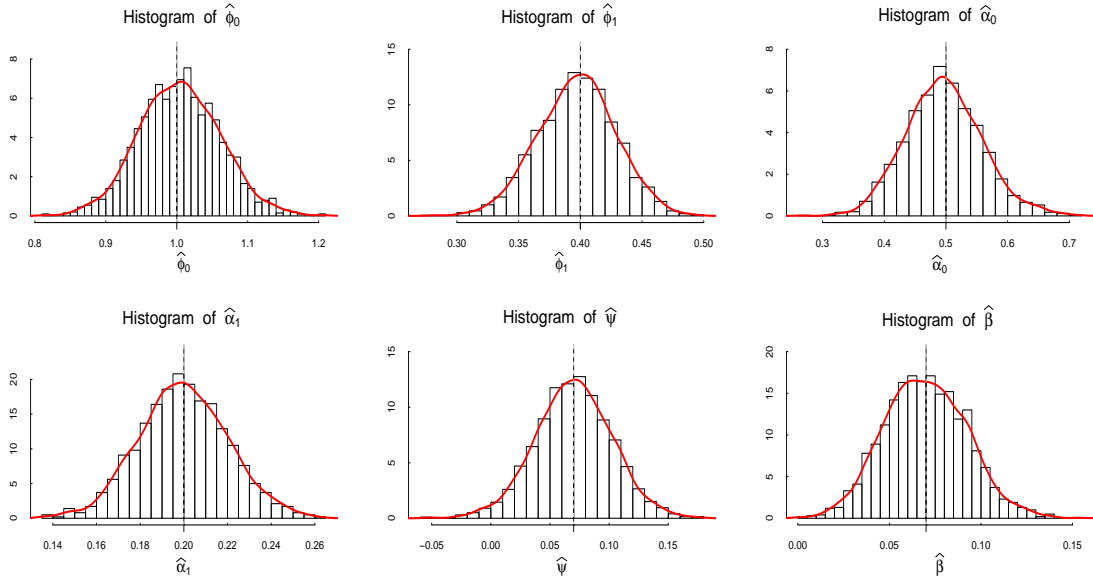 Histogram of ϕ̂₀
Histogram of ϕ̂₁
Histogram of α̂₀
0 2 4 6 8
0.8 0.9 1.0 1.1 1.2
ϕ̂₀
0 5 10 15
0.30 0.35 0.40 0.45 0.50
ϕ̂₁
0 2 4 6 8
0.3 0.4 0.5 0.6 0.7
α̂₀
Histogram of α̂₁
Histogram of ψ̂
Histogram of β̂
0 5 10 15 20
0.14 0.16 0.18 0.20 0.22 0.24 0.26
α̂₁
0 5 10 15
−0.05 0.00 0.05 0.10 0.15
ψ̂
0 5 10 15 20
0.00 0.05 0.10 0.15
β̂